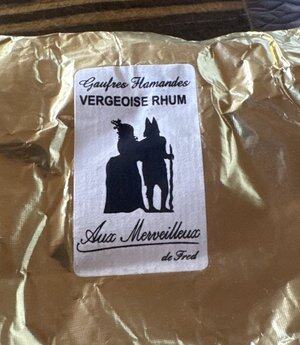 Gaufres Flamandes
VERGEOISE RHUM
Aux Merveilleux
de Fred